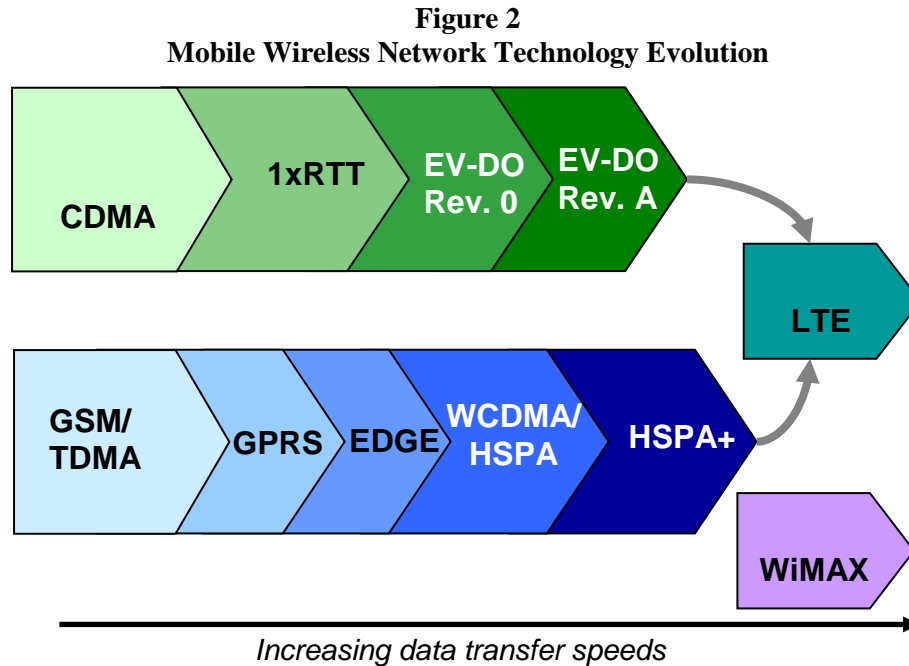 Figure 2
Mobile Wireless Network Technology Evolution
CDMA
1xRTT
EV-DO
Rev. 0
EV-DO
Rev. A
LTE
GSM/
TDMA
GPRS
EDGE
WCDMA/
HSPA
HSPA+
WiMAX
Increasing data transfer speeds